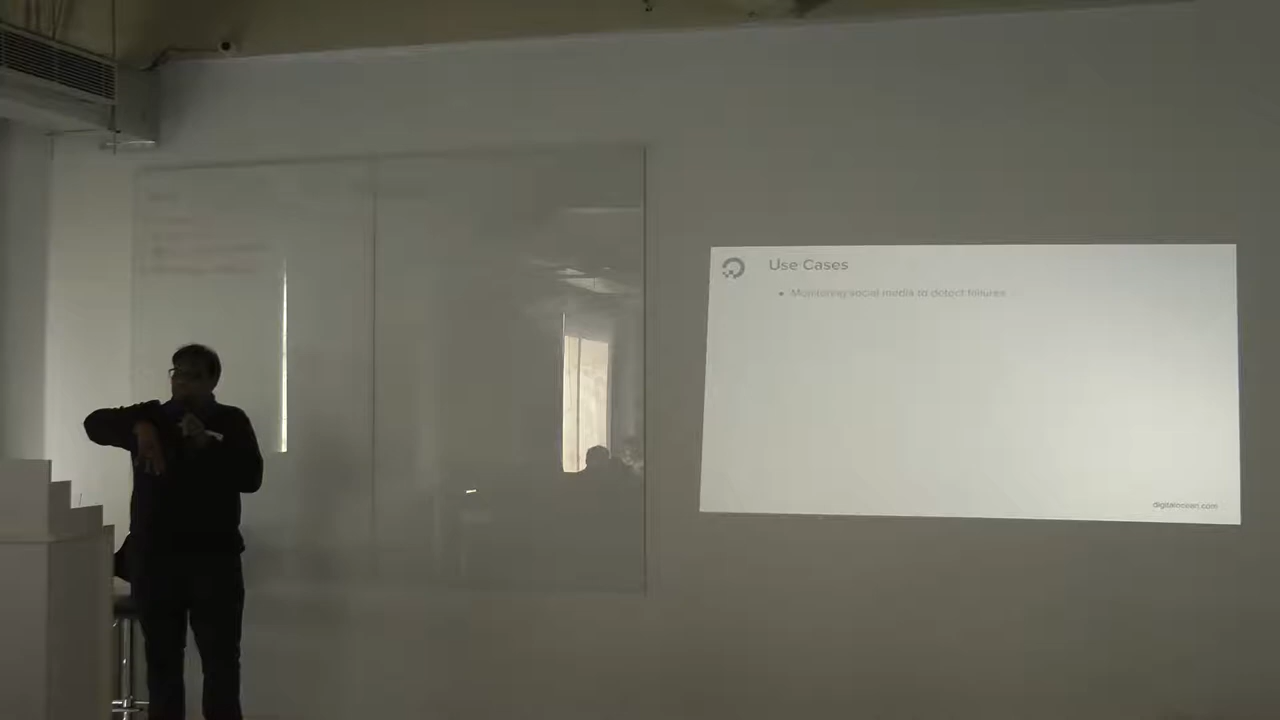 Use Cases
• Monitoring social media to detect failures
digitalocean.com